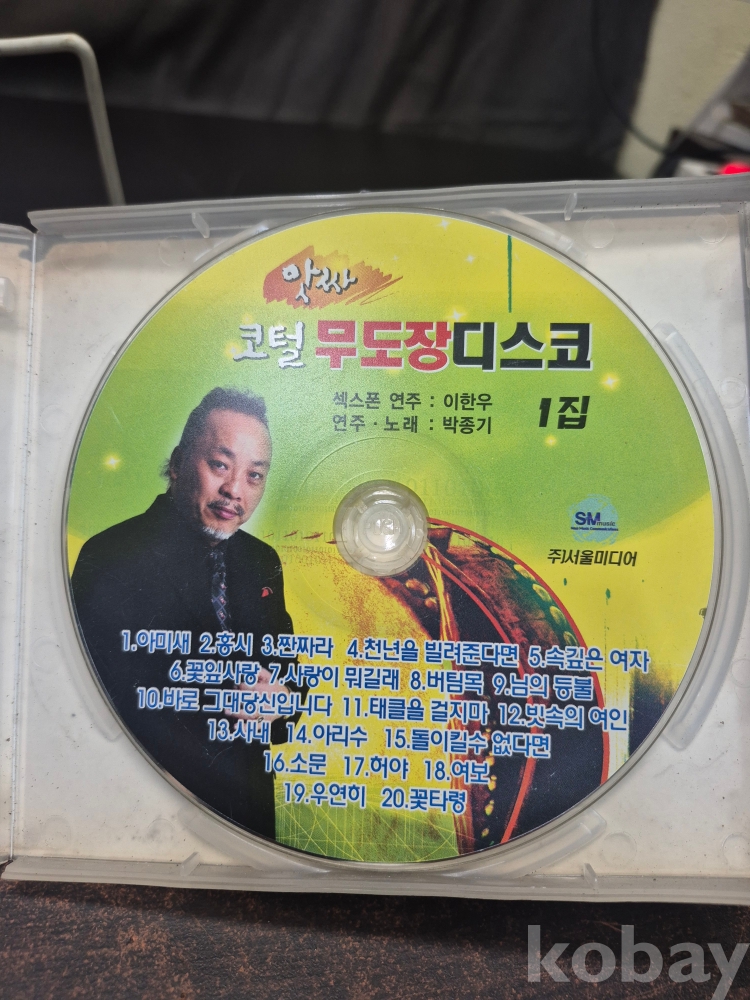 앗싸
코털 무도장디스코
섹스폰 연주 : 이한우
연주·노래 : 박종기
1집
SM music
주)서울미디어
1.아미새 2.홍시 3.짠짜라 4.천년을 빌려준다면 5.속깊은 여자
6.꽃잎사랑 7.사랑이 뭐길래 8.버팀목 9.님의 등불
10.바로 그대당신입니다 11.태클을 걸지마 12.빗속의 여인
13.사내 14.아리수 15.돌이킬수 없다면
16.소문 17.허야 18.여보
19.우연히 20.꽃타령
kobay